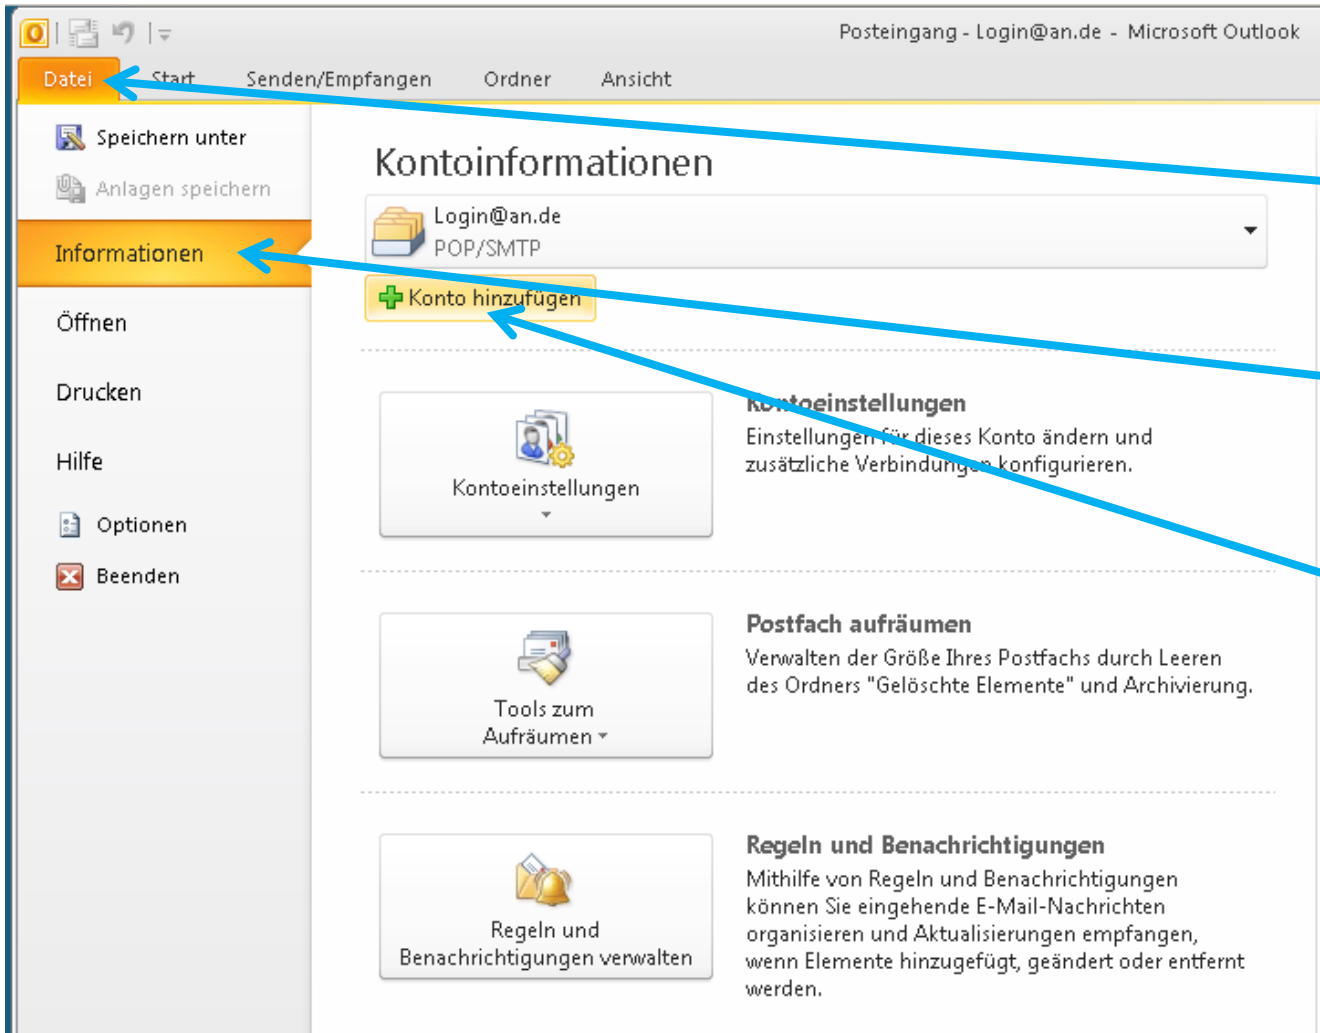 Posteingang - Login@an.de - Microsoft Outlook
Datei Start Senden/Empfangen Ordner Ansicht
Speichern unter
Anlagen speichern
Informationen
Öffnen
Drucken
Hilfe
Optionen
Beenden
Kontoinformationen
Login@an.de
POP/SMTP
Konto hinzufügen
Kontoeinstellungen
Kontoeinstellungen
Einstellungen für dieses Konto ändern und
zusätzliche Verbindungen konfigurieren.
Tools zum
Aufräumen
Postfach aufräumen
Verwalten der Größe Ihres Postfachs durch Leeren
des Ordners "Gelöschte Elemente" und Archivierung.
Regeln und
Benachrichtigungen verwalten
Regeln und Benachrichtigungen
Mithilfe von Regeln und Benachrichtigungen
können Sie eingehende E-Mail-Nachrichten
organisieren und Aktualisierungen empfangen,
wenn Elemente hinzugefügt, geändert oder entfernt
werden.